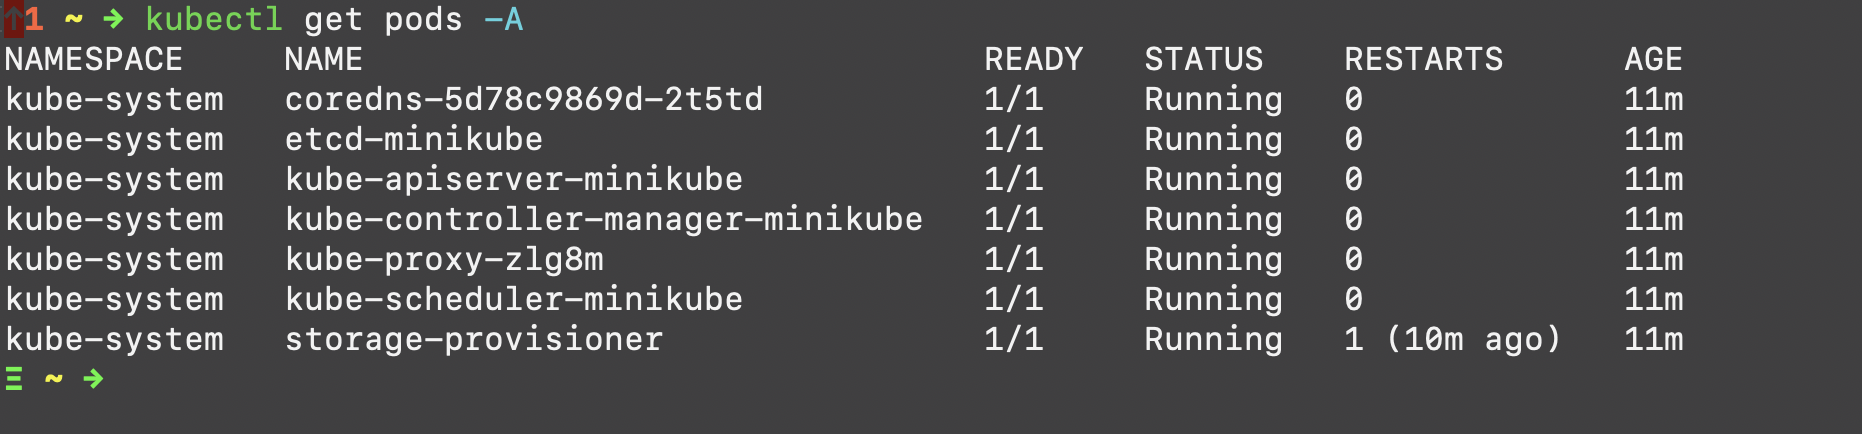 ↑1 ~ → kubectl get pods -A
NAMESPACE NAME READY STATUS RESTARTS AGE
kube-system coredns-5d78c9869d-2t5td 1/1 Running 0 11m
kube-system etcd-minikube 1/1 Running 0 11m
kube-system kube-apiserver-minikube 1/1 Running 0 11m
kube-system kube-controller-manager-minikube 1/1 Running 0 11m
kube-system kube-proxy-zlg8m 1/1 Running 0 11m
kube-system kube-scheduler-minikube 1/1 Running 0 11m
kube-system storage-provisioner 1/1 Running 1 (10m ago) 11m
≡ ~ →